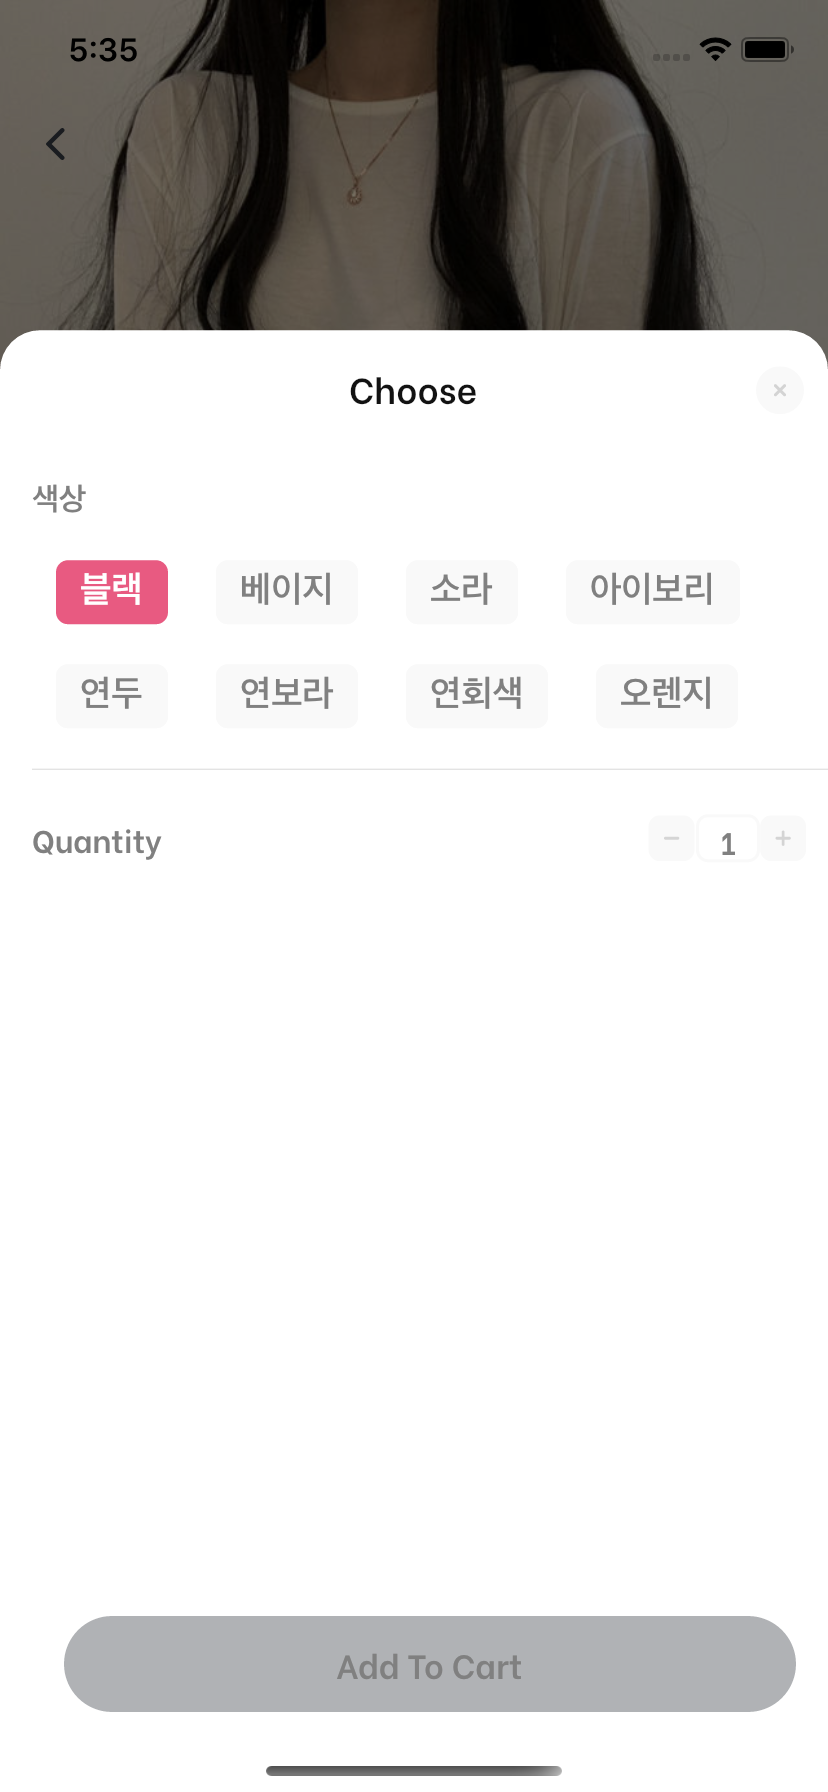 5:35
Choose
색상
블랙 베이지 소라 아이보리
연두 연보라 연회색 오렌지
Quantity − 1 +
Add To Cart